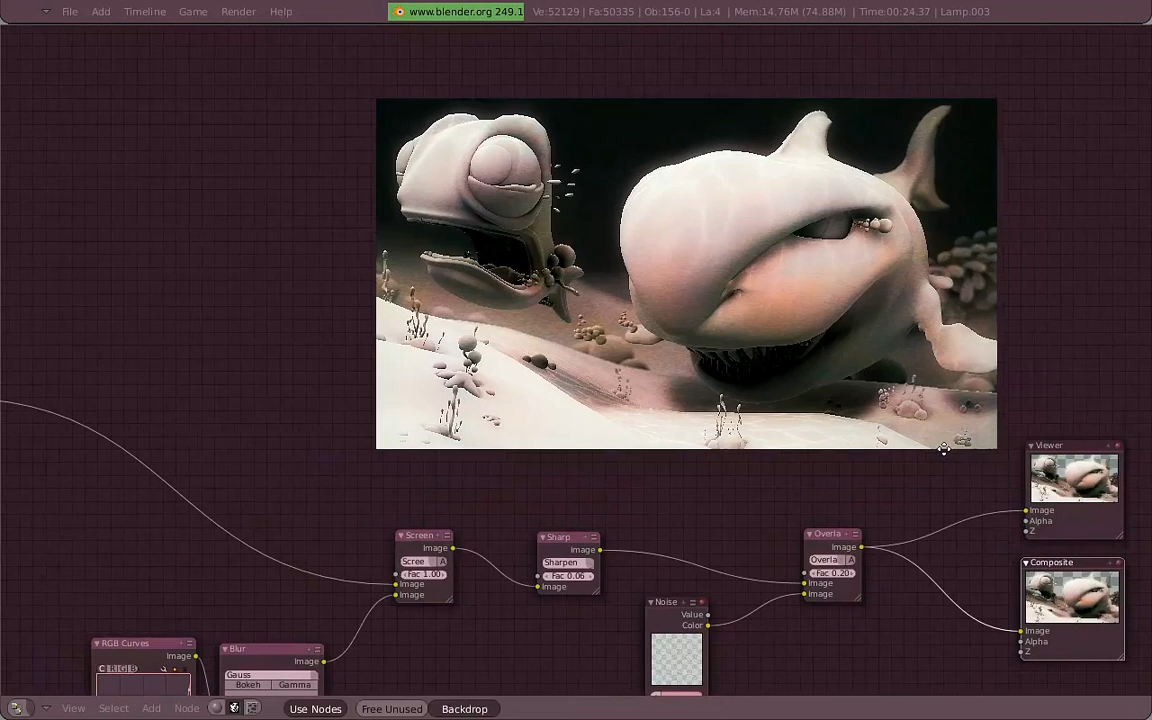 File Add Timeline Game Render Help www.blender.org 249.1 Ve:52129 | Fa:50335 | Ob:156-0 | La:4 | Mem:14.76M (74.88M) | Time:00:24.37 | Lamp.003
Viewer
Image
Alpha
Z
Screen
Image
Scree A
Fac 1.00
Image
Image
Sharp
Image
Sharpen
Fac 0.06
Image
Overla
Image
Overla A
Fac 0.20
Image
Image
Composite
Image
Alpha
Z
Noise
Value
Color
RGB Curves
Image
C R G B
Blur
Image
Gauss
Bokeh Gamma
View Select Add Node Use Nodes Free Unused Backdrop